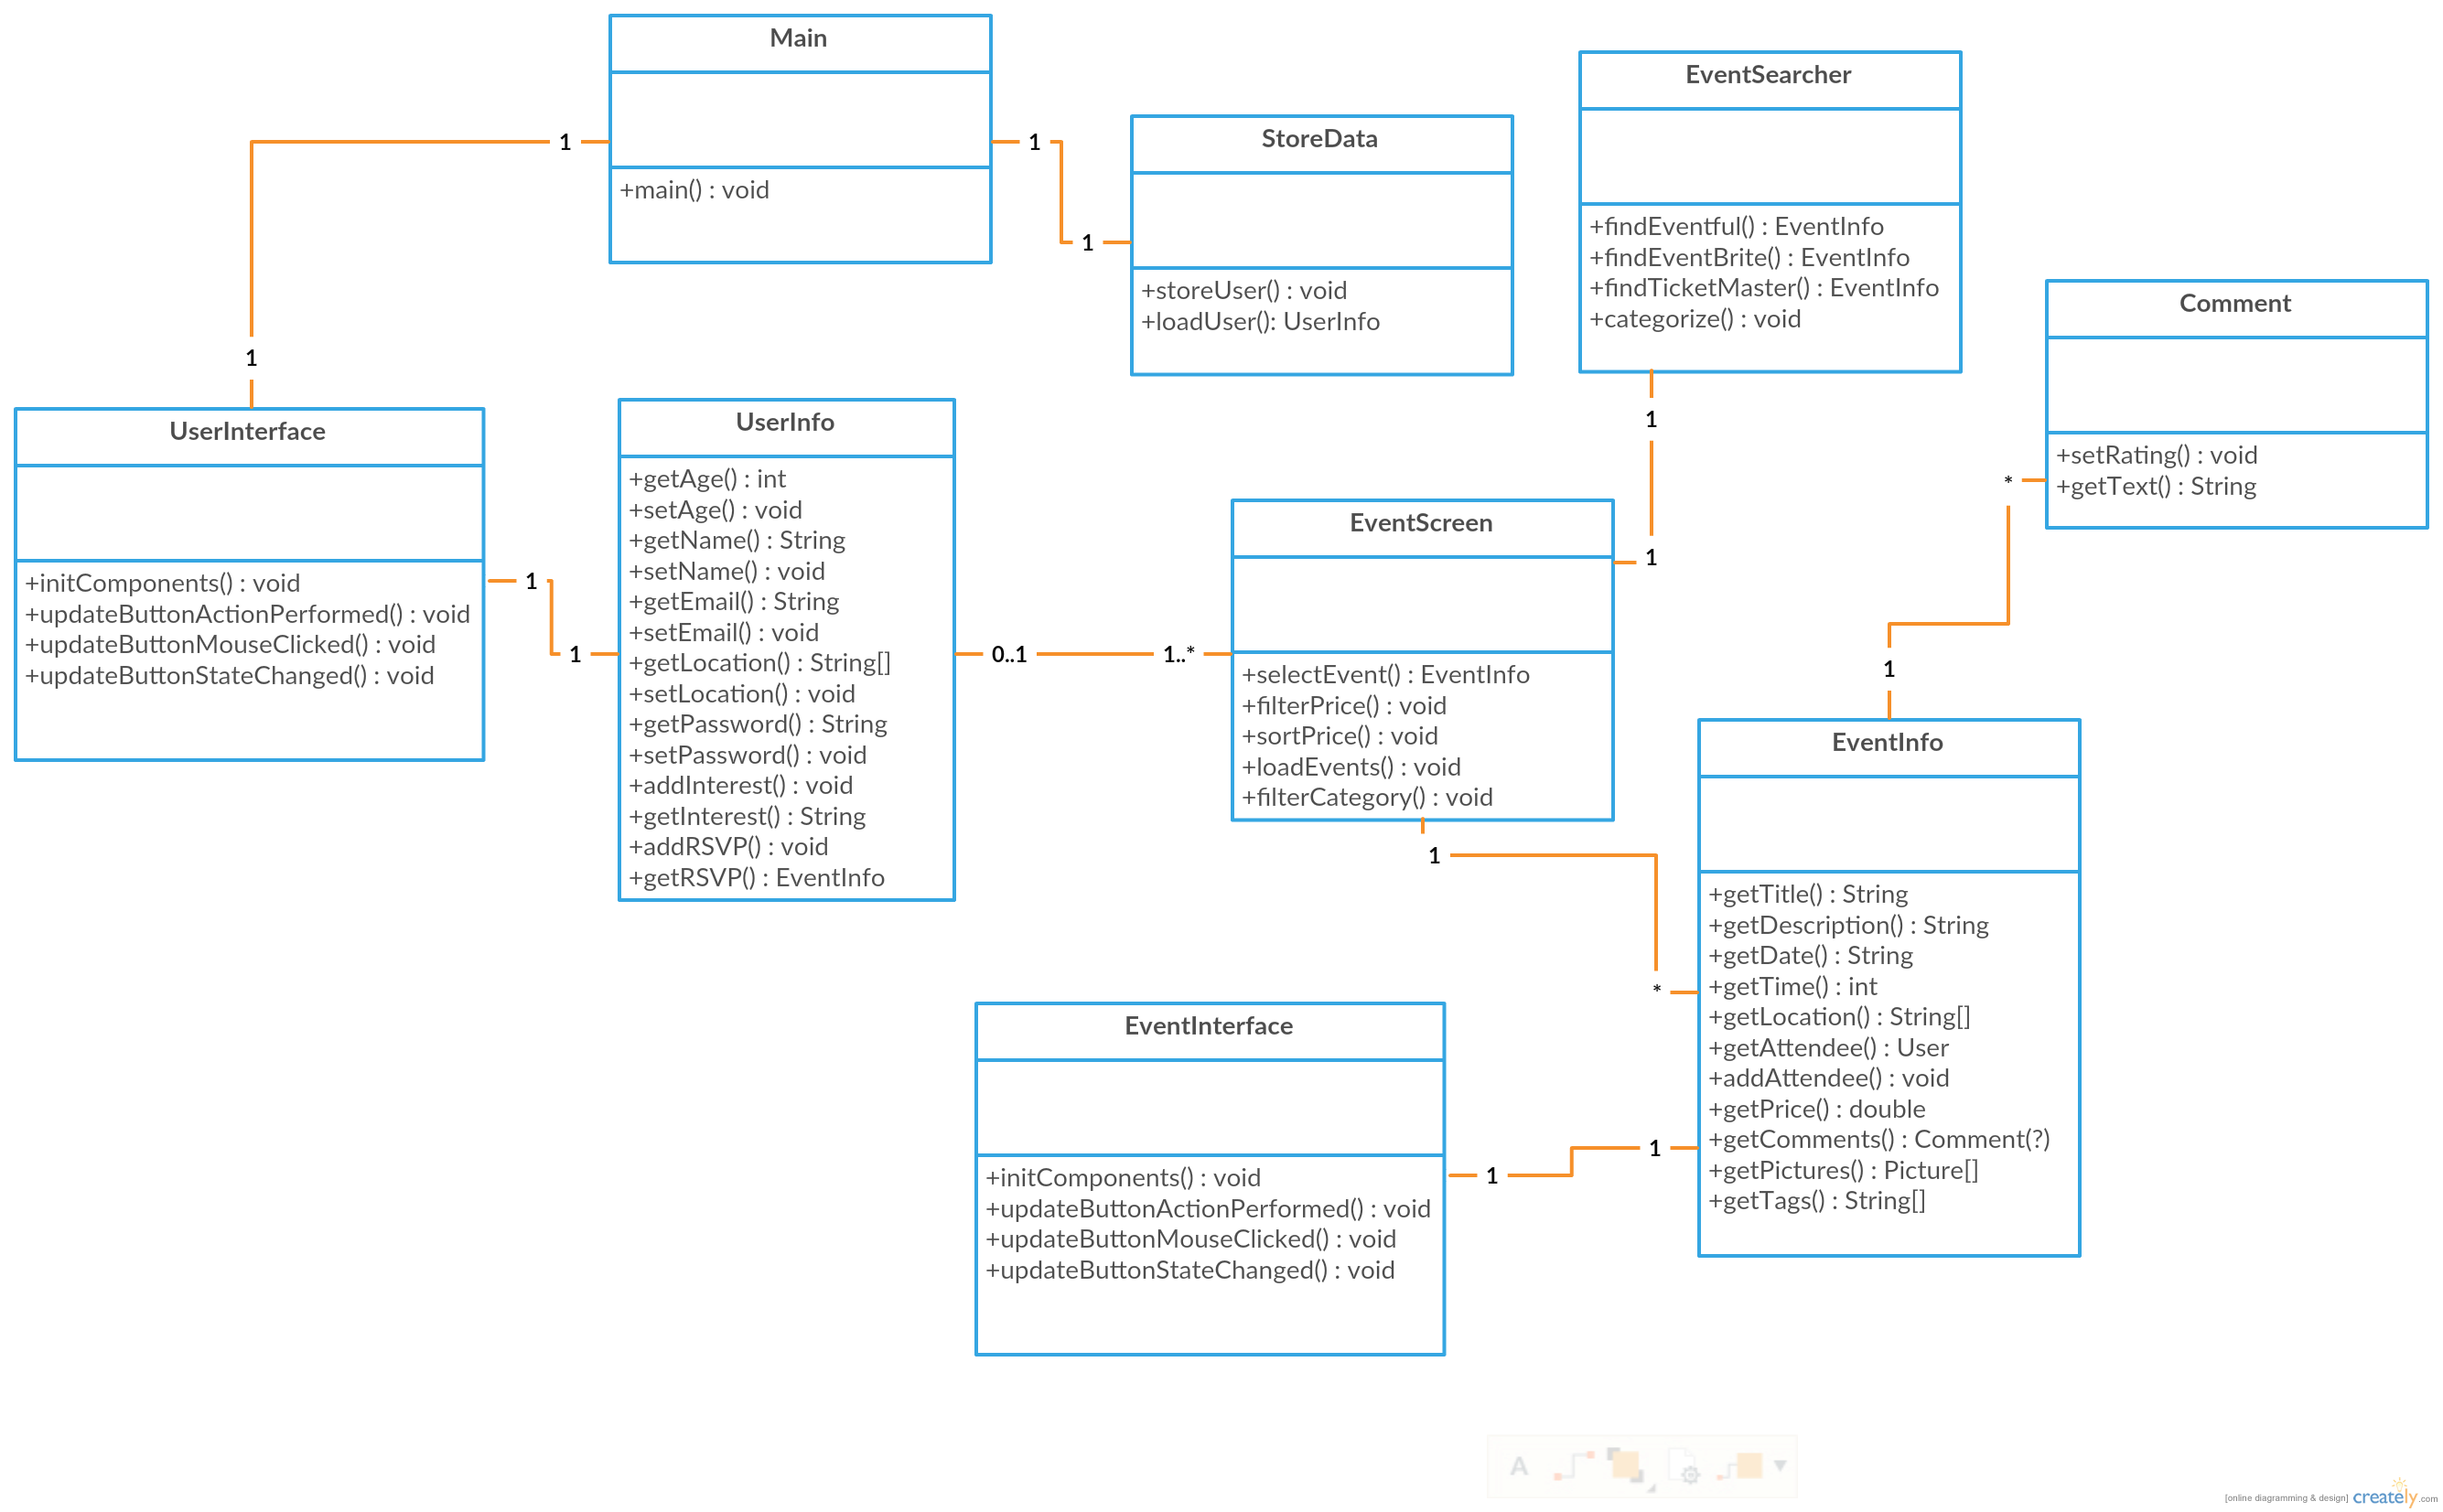 Main
+main() : void
1
1
1
1
StoreData
+storeUser() : void
+loadUser(): UserInfo
EventSearcher
+findEventful() : EventInfo
+findEventBrite() : EventInfo
+findTicketMaster() : EventInfo
+categorize() : void
Comment
+setRating() : void
+getText() : String
UserInterface
+initComponents() : void
+updateButtonActionPerformed() : void
+updateButtonMouseClicked() : void
+updateButtonStateChanged() : void
1
1
UserInfo
+getAge() : int
+setAge() : void
+getName() : String
+setName() : void
+getEmail() : String
+setEmail() : void
+getLocation() : String[]
+setLocation() : void
+getPassword() : String
+setPassword() : void
+addInterest() : void
+getInterest() : String
+addRSVP() : void
+getRSVP() : EventInfo
0..1
1..*
1
1
EventScreen
+selectEvent() : EventInfo
+filterPrice() : void
+sortPrice() : void
+loadEvents() : void
+filterCategory() : void
*
1
1
*
EventInfo
+getTitle() : String
+getDescription() : String
+getDate() : String
+getTime() : int
+getLocation() : String[]
+getAttendee() : User
+addAttendee() : void
+getPrice() : double
+getComments() : Comment(?)
+getPictures() : Picture[]
+getTags() : String[]
EventInterface
+initComponents() : void
+updateButtonActionPerformed() : void
+updateButtonMouseClicked() : void
+updateButtonStateChanged() : void
1
1
A
[online diagramming & design] creately.com